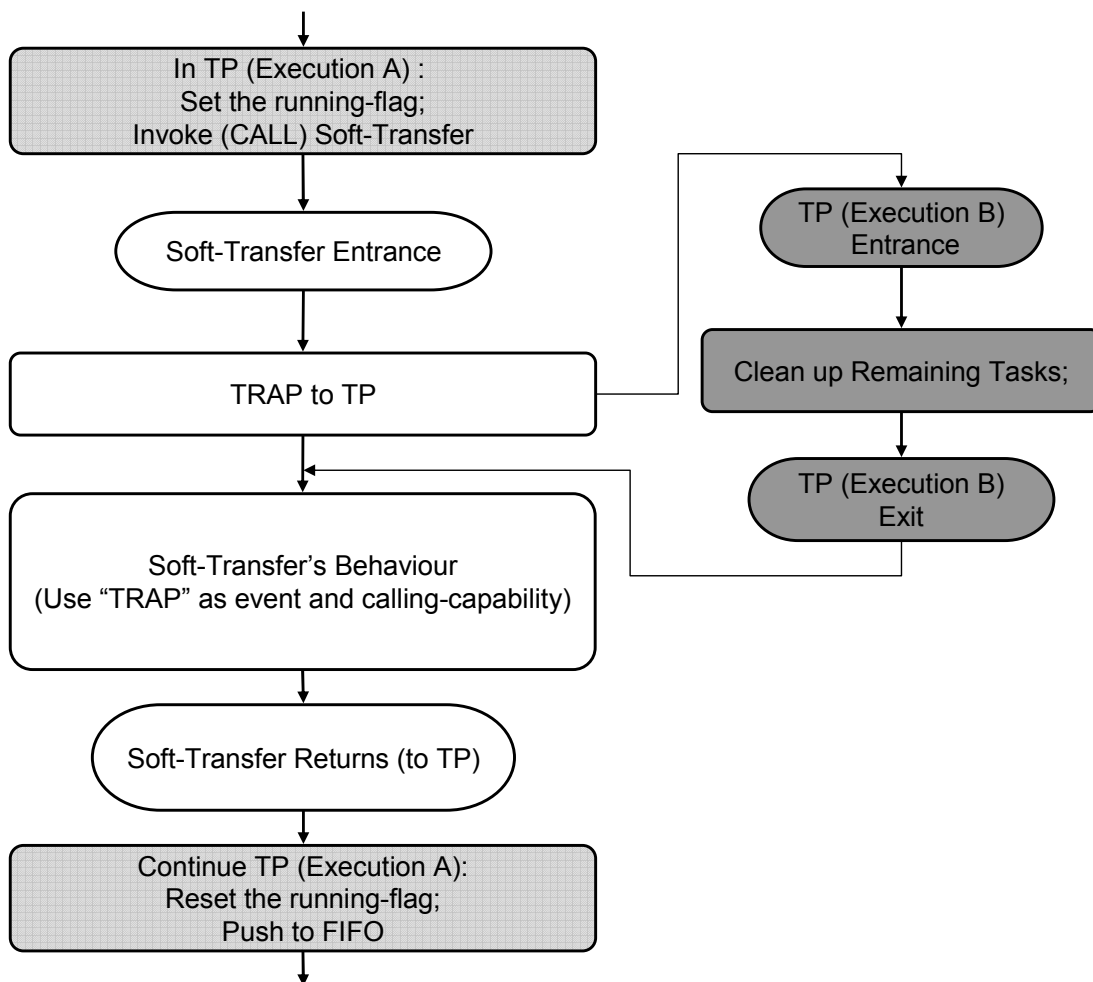 In TP (Execution A) :
Set the running-flag;
Invoke (CALL) Soft-Transfer
Soft-Transfer Entrance
TRAP to TP
TP (Execution B)
Entrance
Clean up Remaining Tasks;
TP (Execution B)
Exit
Soft-Transfer’s Behaviour
(Use “TRAP” as event and calling-capability)
Soft-Transfer Returns (to TP)
Continue TP (Execution A):
Reset the running-flag;
Push to FIFO